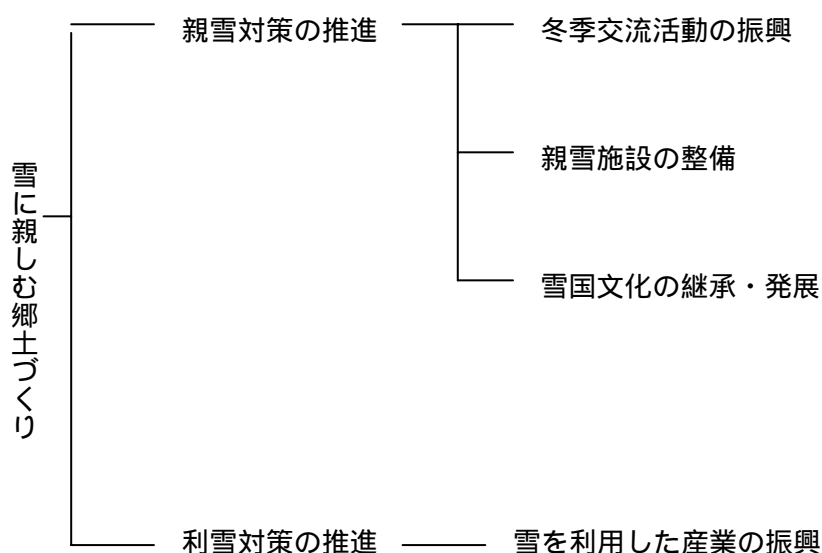 雪に親しむ郷土づくり
親雪対策の推進
冬季交流活動の振興
親雪施設の整備
雪国文化の継承・発展
利雪対策の推進
雪を利用した産業の振興